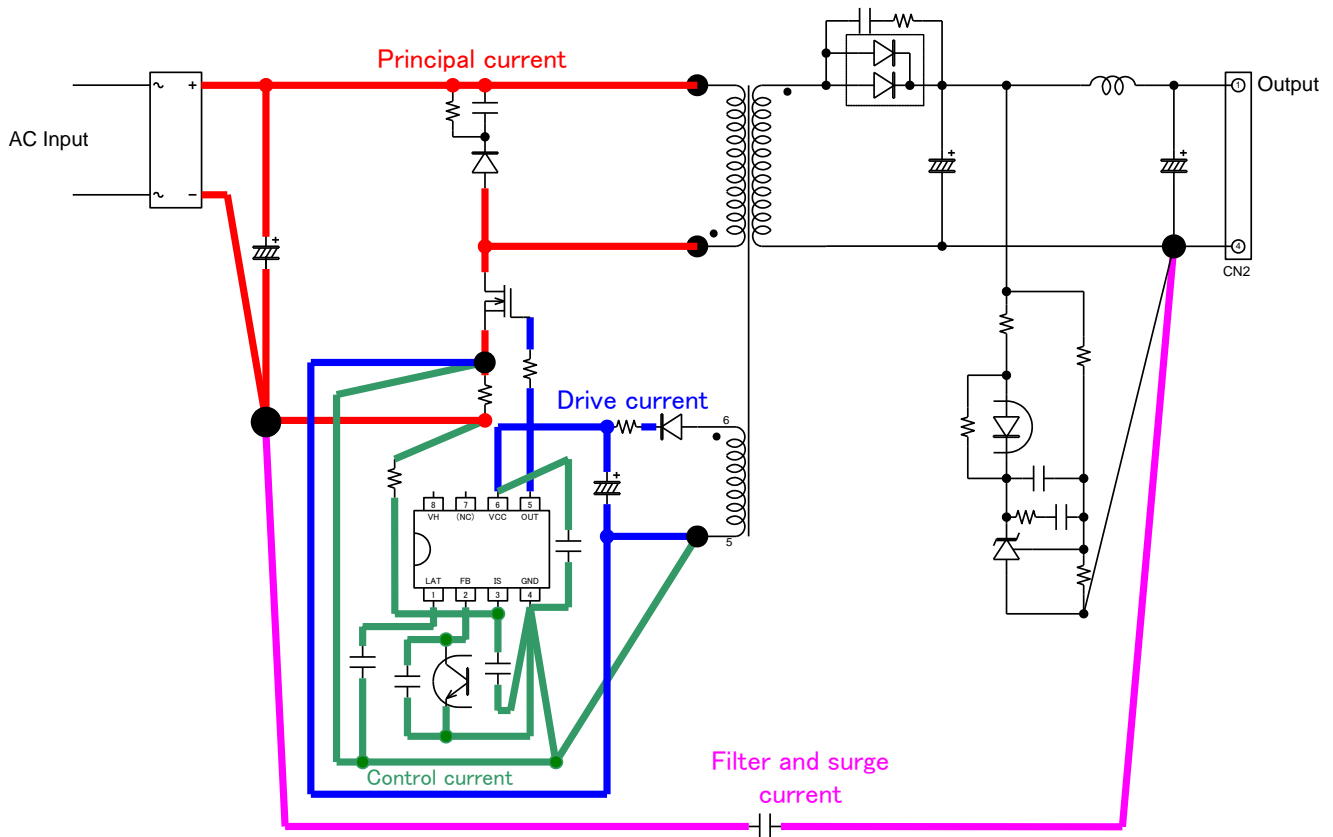 Principal current
AC Input
~
+
~
−
+
+
+
1
Output
4
CN2
Drive current
6
+
5
8
7
6
5
VH
(NC)
VCC
OUT
LAT
FB
IS
GND
1
2
3
4
Control current
Filter and surge
current